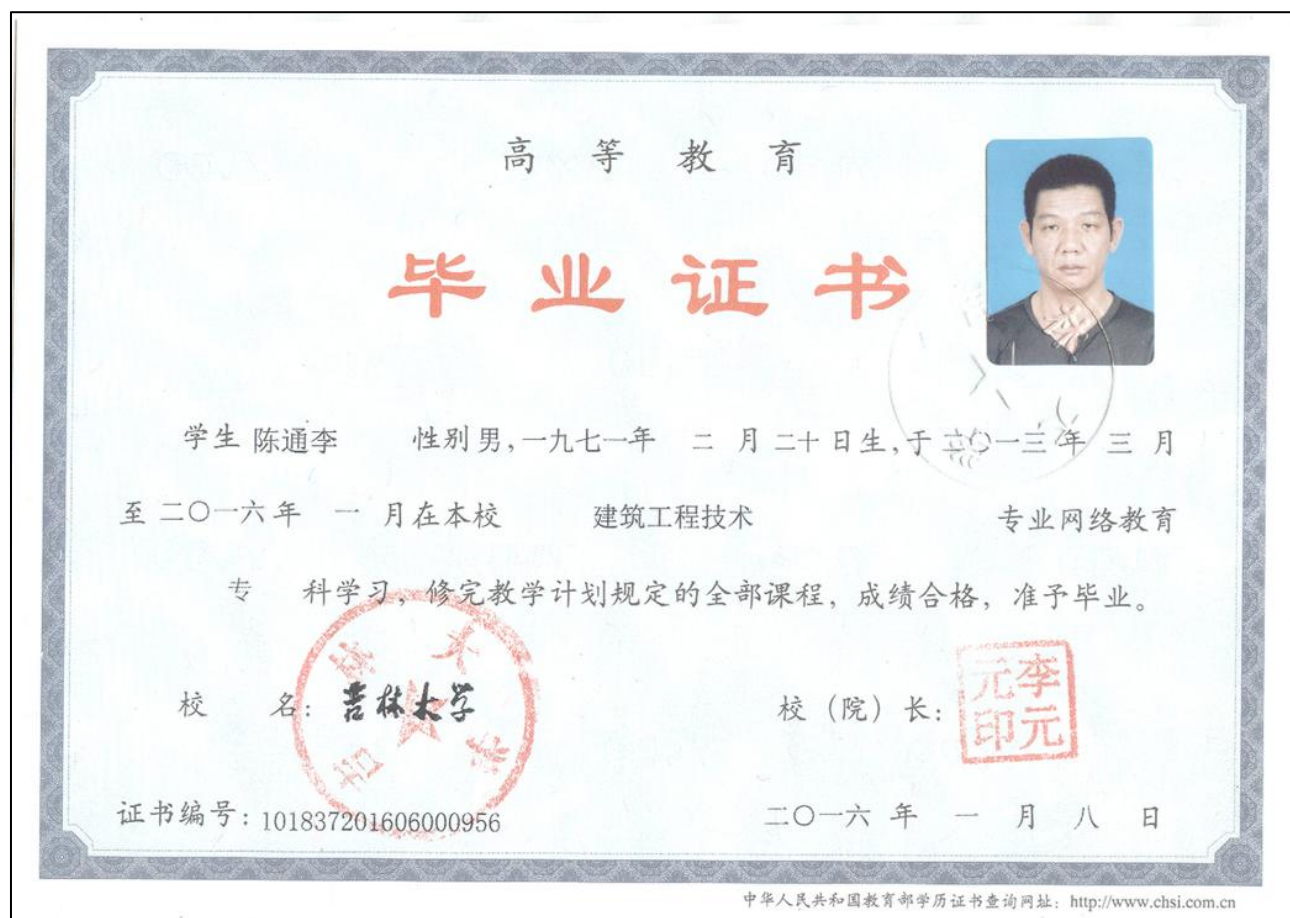 高等教育
毕业证书
学生 陈通李 性别 男，一九七一年 二 月 二十 日生，于 二〇一三 年 三 月
至 二〇一六 年 一 月在本校 建筑工程技术 专业网络教育
专 科学习，修完教学计划规定的全部课程，成绩合格，准予毕业。
校 名：吉林大学
吉林大学
校（院）长：
李元元印
证书编号：101837201606000956
二〇一六 年 一 月 八 日
中华人民共和国教育部学历证书查询网址：http://www.chsi.com.cn